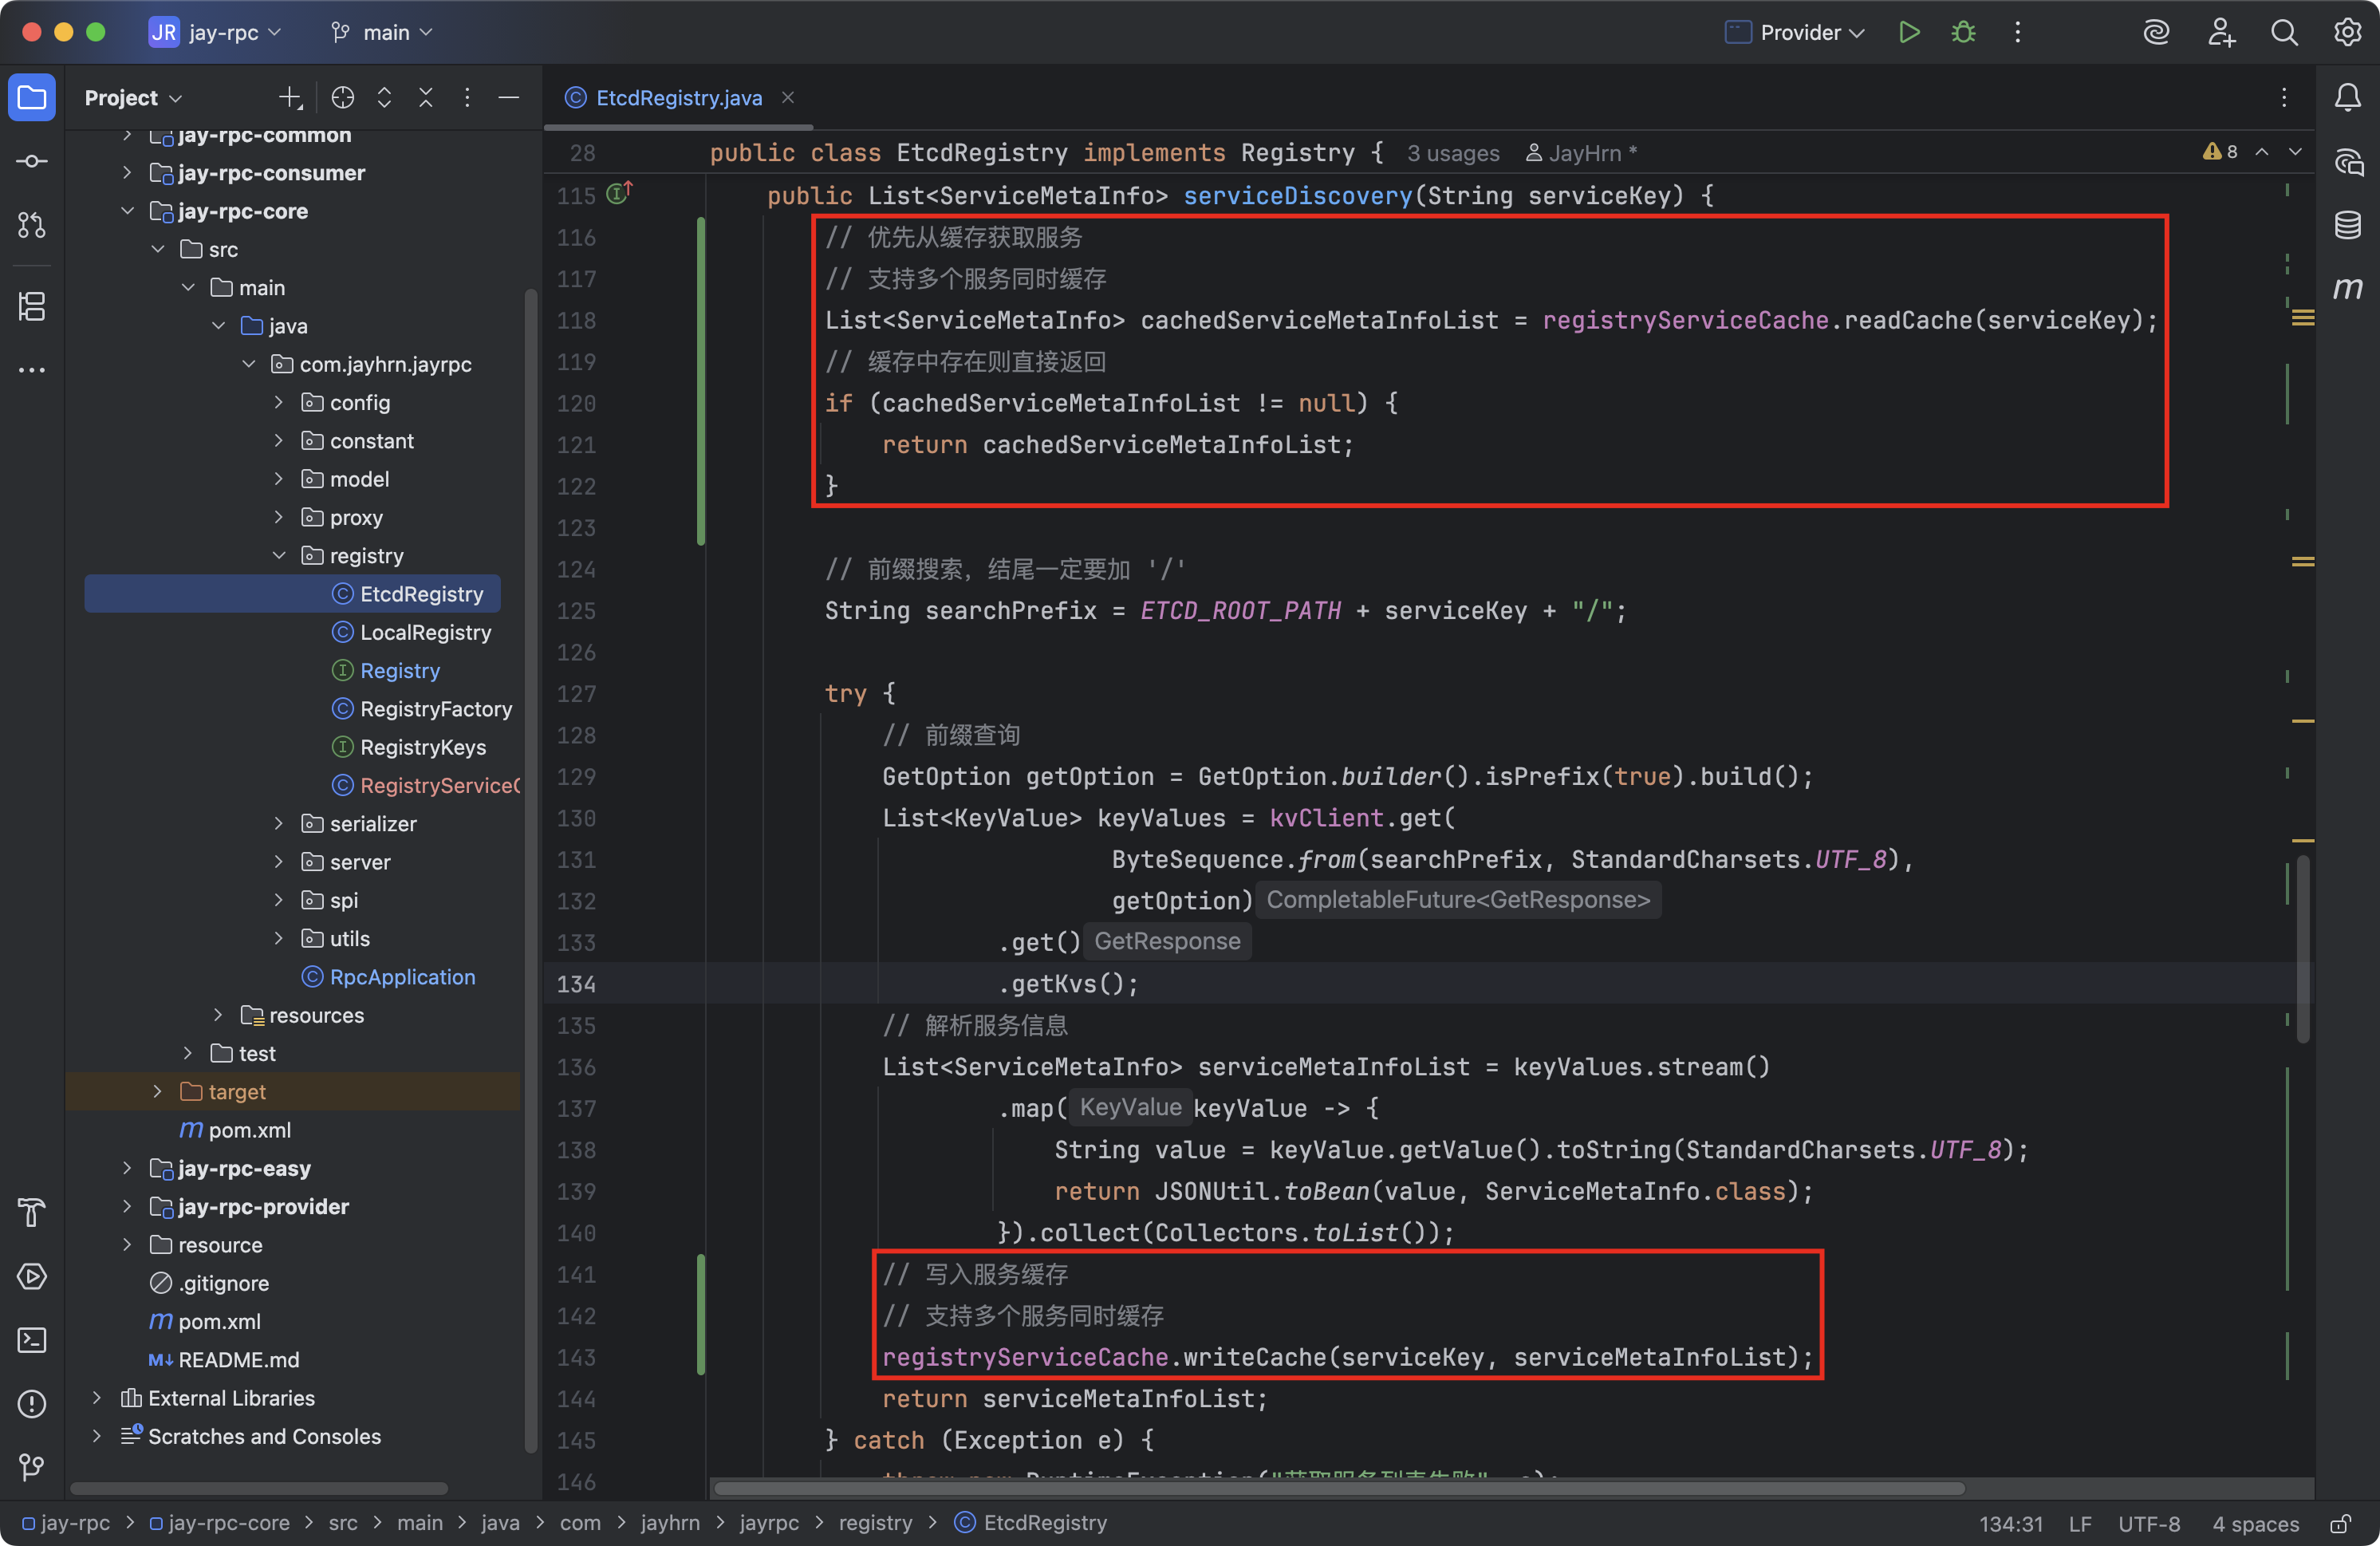 JR jay-rpc
main
Provider
Project
jay-rpc-common
jay-rpc-consumer
jay-rpc-core
src
main
java
com.jayhrn.jayrpc
config
constant
model
proxy
registry
EtcdRegistry
LocalRegistry
Registry
RegistryFactory
RegistryKeys
RegistryServiceC
serializer
server
spi
utils
RpcApplication
resources
test
target
pom.xml
jay-rpc-easy
jay-rpc-provider
resource
.gitignore
pom.xml
README.md
External Libraries
Scratches and Consoles
EtcdRegistry.java
28 public class EtcdRegistry implements Registry { 3 usages JayHrn * 8
115 public List<ServiceMetaInfo> serviceDiscovery(String serviceKey) {
116 // 优先从缓存获取服务
117 // 支持多个服务同时缓存
118 List<ServiceMetaInfo> cachedServiceMetaInfoList = registryServiceCache.readCache(serviceKey);
119 // 缓存中存在则直接返回
120 if (cachedServiceMetaInfoList != null) {
121 return cachedServiceMetaInfoList;
122 }
123
124 // 前缀搜索，结尾一定要加 '/'
125 String searchPrefix = ETCD_ROOT_PATH + serviceKey + "/";
126
127 try {
128 // 前缀查询
129 GetOption getOption = GetOption.builder().isPrefix(true).build();
130 List<KeyValue> keyValues = kvClient.get(
131 ByteSequence.from(searchPrefix, StandardCharsets.UTF_8),
132 getOption) CompletableFuture<GetResponse>
133 .get() GetResponse
134 .getKvs();
135 // 解析服务信息
136 List<ServiceMetaInfo> serviceMetaInfoList = keyValues.stream()
137 .map( KeyValue keyValue -> {
138 String value = keyValue.getValue().toString(StandardCharsets.UTF_8);
139 return JSONUtil.toBean(value, ServiceMetaInfo.class);
140 }).collect(Collectors.toList());
141 // 写入服务缓存
142 // 支持多个服务同时缓存
143 registryServiceCache.writeCache(serviceKey, serviceMetaInfoList);
144 return serviceMetaInfoList;
145 } catch (Exception e) {
146 throw new RuntimeException("获取服务列表失败", e);
jay-rpc > jay-rpc-core > src > main > java > com > jayhrn > jayrpc > registry > EtcdRegistry
134:31 LF UTF-8 4 spaces